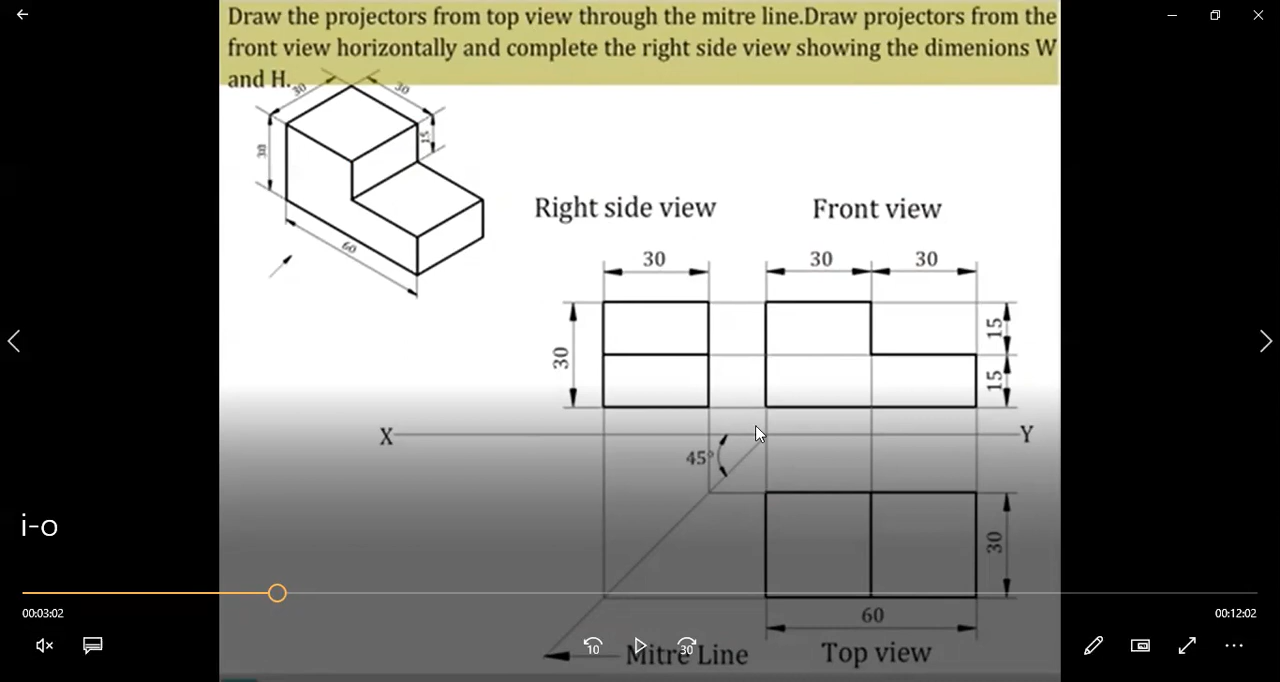 Draw the projectors from top view through the mitre line.Draw projectors from the
front view horizontally and complete the right side view showing the dimenions W
and H.
30
30
15
30
60
Right side view
Front view
30
30
30
30
15
15
X
Y
45°
30
60
Mitre Line
Top view
i-o
00:03:02
00:12:02
10
30